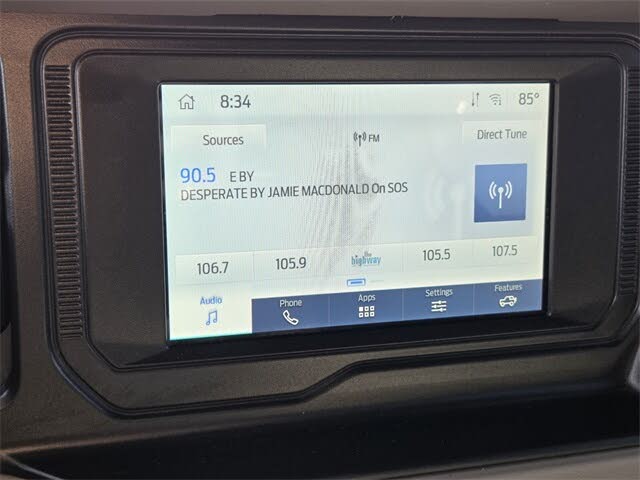 8:34
85°
Sources
FM
Direct Tune
90.5 E BY
DESPERATE BY JAMIE MACDONALD On SOS
106.7
105.9
the highway
105.5
107.5
Audio
Phone
Apps
Settings
Features